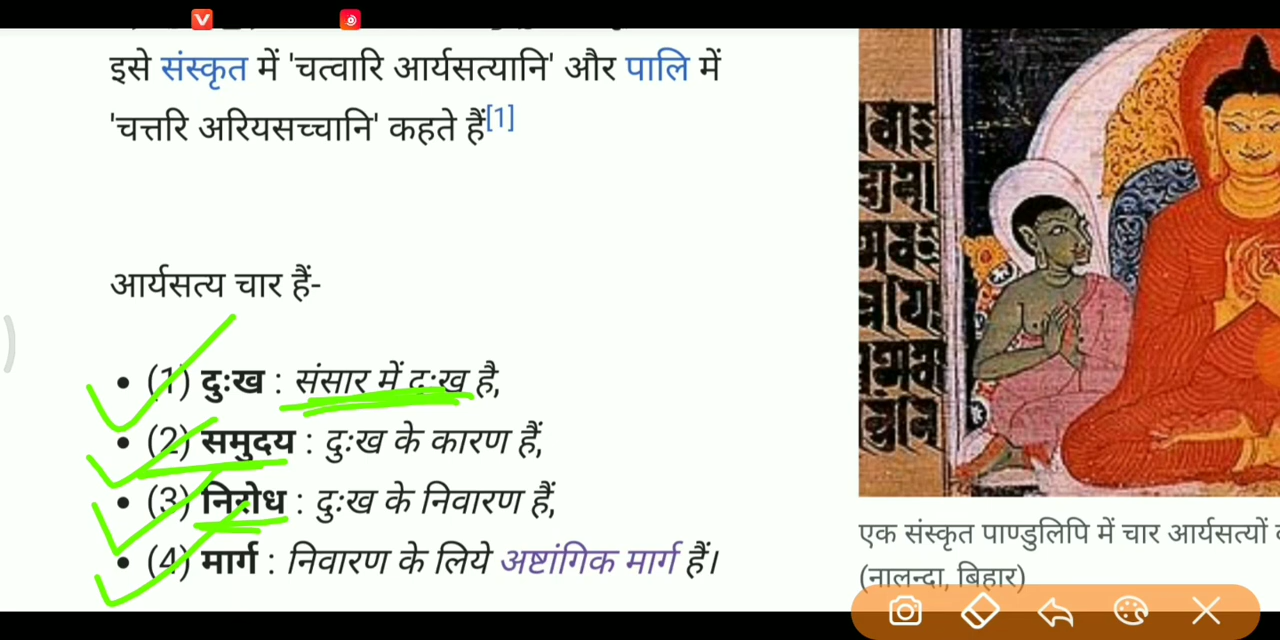 इसे संस्कृत में 'चत्वारि आर्यसत्यानि' और पालि में
'चत्तरि अरियसच्चानि' कहते हैं[1]
आर्यसत्य चार हैं-
• (1) दुःख : संसार में दुःख है,
• (2) समुदय : दुःख के कारण हैं,
• (3) निरोध : दुःख के निवारण हैं,
• (4) मार्ग : निवारण के लिये अष्टांगिक मार्ग हैं।
एक संस्कृत पाण्डुलिपि में चार आर्यसत्यों
(नालन्दा, बिहार)